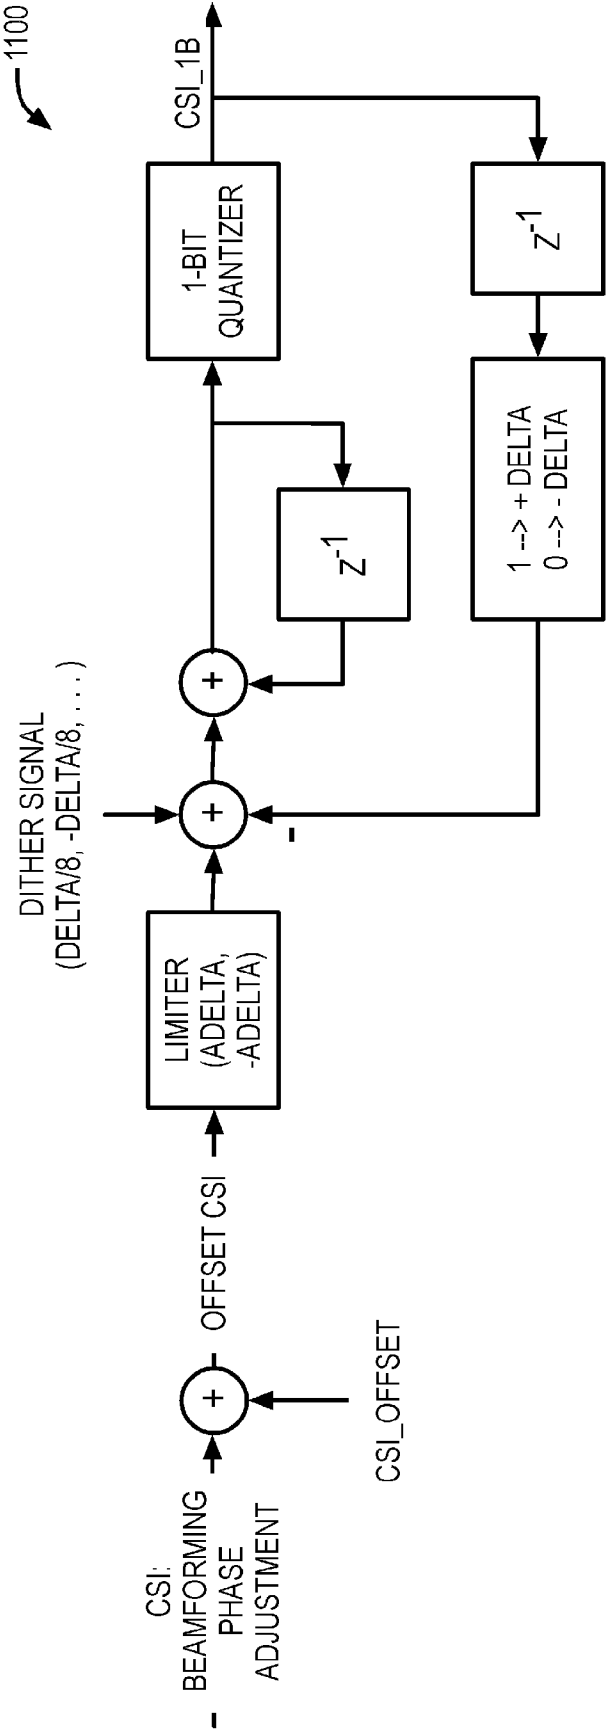 1100
CSI:
BEAMFORMING
PHASE
ADJUSTMENT
+
CSI_OFFSET
OFFSET CSI
LIMITER
(ADELTA,
-ADELTA)
DITHER SIGNAL
(DELTA/8, -DELTA/8, . . . )
+
-
+
z-1
1-BIT
QUANTIZER
CSI_1B
z-1
1 --> + DELTA
0 --> - DELTA